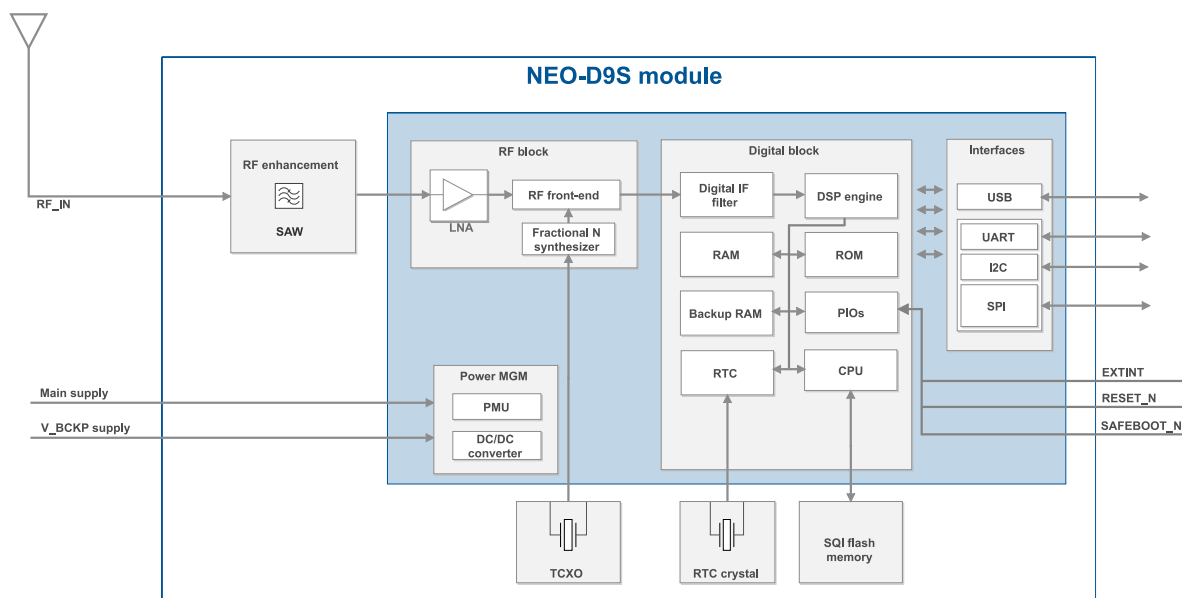 NEO-D9S module
RF_IN
RF enhancement
SAW
RF block
LNA
RF front-end
Fractional N
synthesizer
Digital block
Digital IF
filter
DSP engine
RAM
ROM
Backup RAM
PIOs
RTC
CPU
Interfaces
USB
UART
I2C
SPI
Main supply
V_BCKP supply
Power MGM
PMU
DC/DC
converter
EXTINT
RESET_N
SAFEBOOT_N
TCXO
RTC crystal
SQI flash
memory